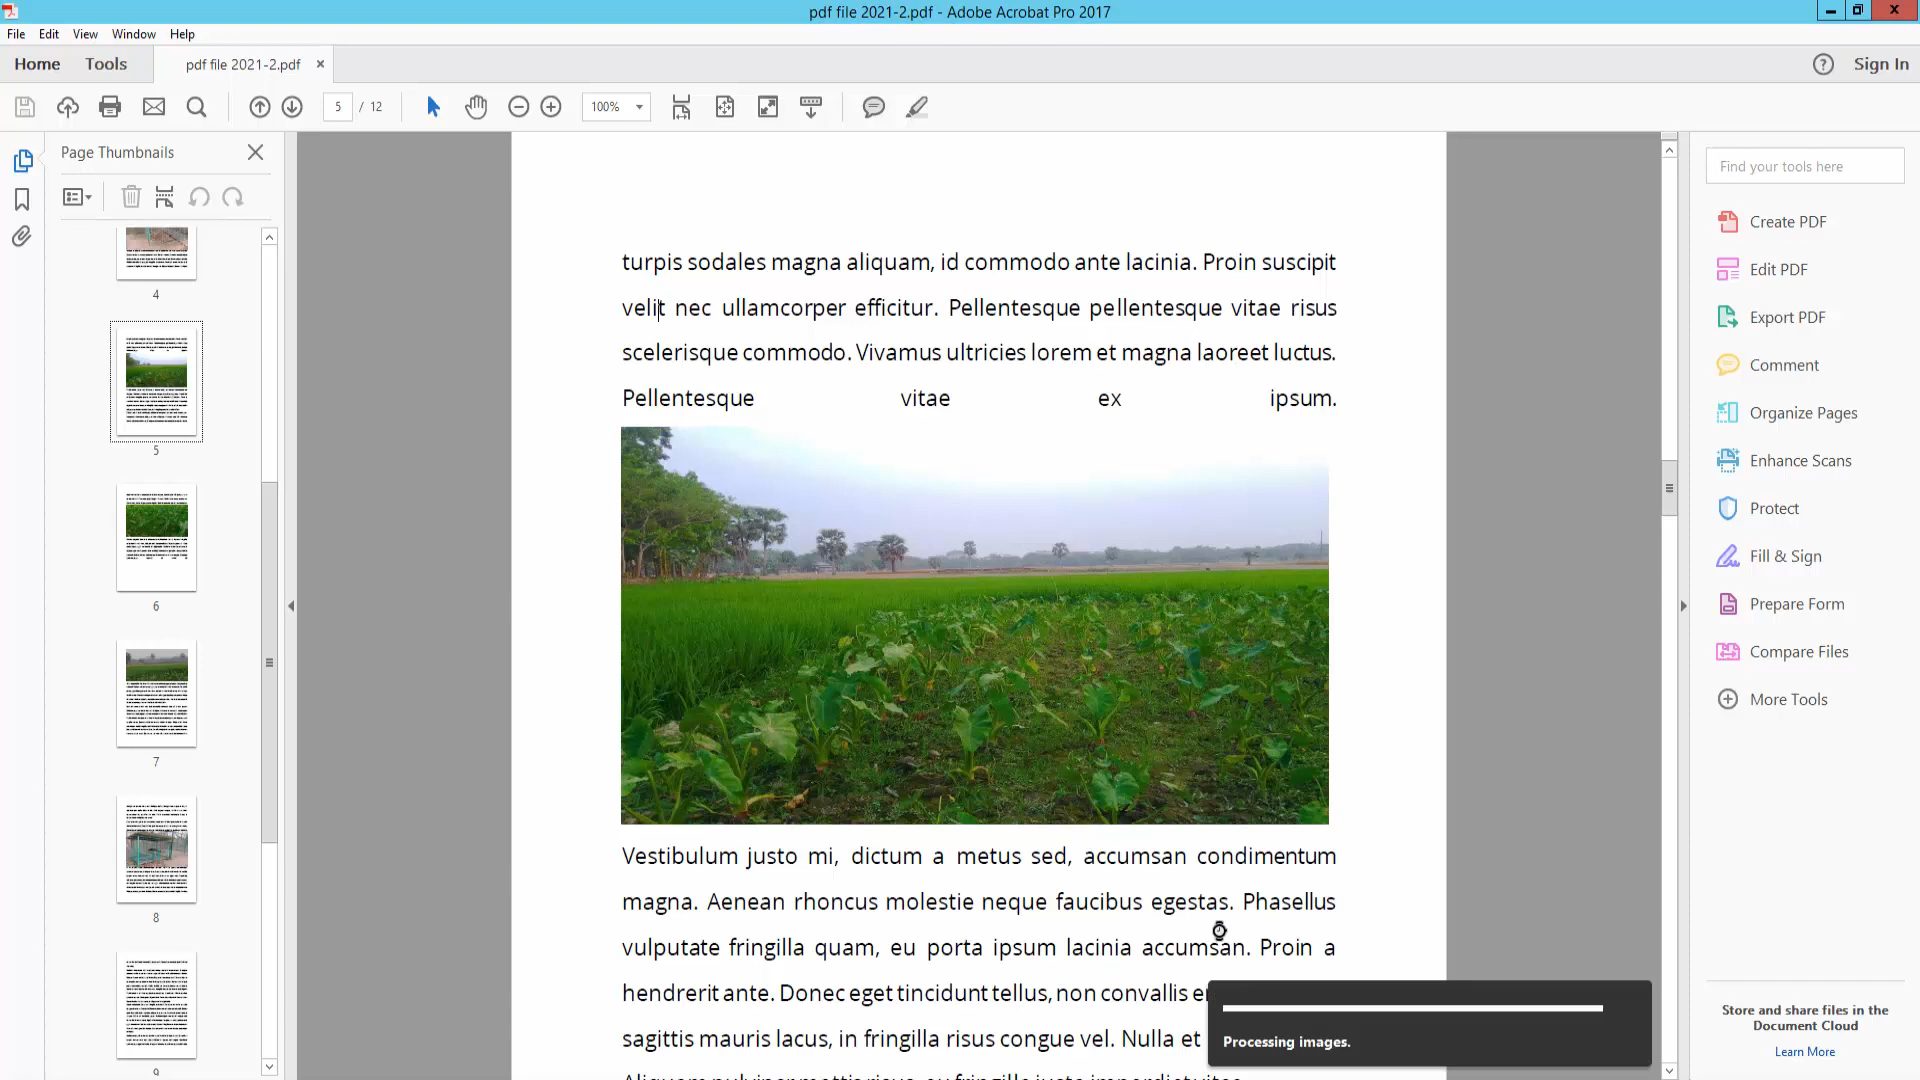 pdf file 2021-2.pdf - Adobe Acrobat Pro 2017
File Edit View Window Help
Home Tools pdf file 2021-2.pdf ×
Sign In
5 / 12
100%
Page Thumbnails
4
5
6
7
8
9
turpis sodales magna aliquam, id commodo ante lacinia. Proin suscipit
velit nec ullamcorper efficitur. Pellentesque pellentesque vitae risus
scelerisque commodo. Vivamus ultricies lorem et magna laoreet luctus.
Pellentesque vitae ex ipsum.
Vestibulum justo mi, dictum a metus sed, accumsan condimentum
magna. Aenean rhoncus molestie neque faucibus egestas. Phasellus
vulputate fringilla quam, eu porta ipsum lacinia accumsan. Proin a
hendrerit ante. Donec eget tincidunt tellus, non convallis
sagittis mauris lacus, in fringilla risus congue vel. Nulla et
Processing images.
Find your tools here
Create PDF
Edit PDF
Export PDF
Comment
Organize Pages
Enhance Scans
Protect
Fill & Sign
Prepare Form
Compare Files
More Tools
Store and share files in the
Document Cloud
Learn More